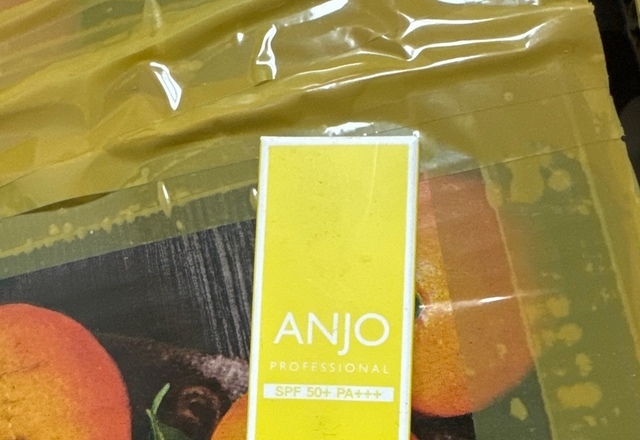 ANJO
PROFESSIONAL
SPF 50+ PA+++